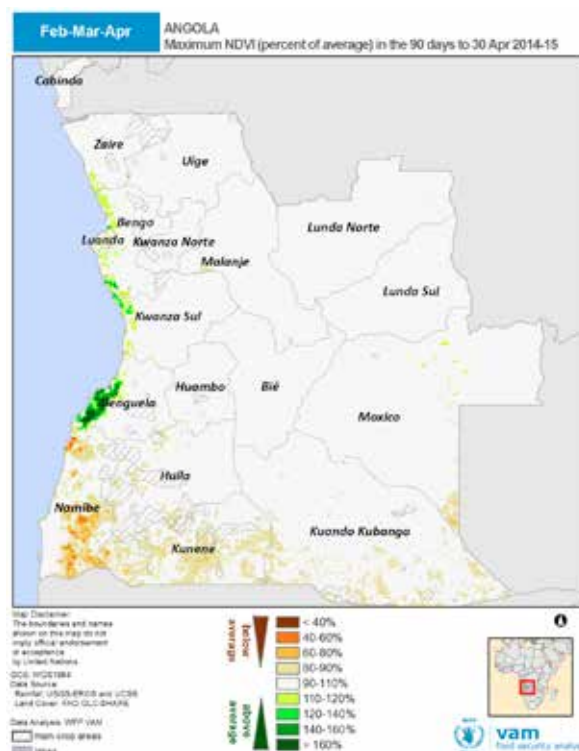 Feb-Mar-Apr
ANGOLA
Maximum NDVI (percent of average) in the 90 days to 30 Apr 2014-15
Cabinda
Zaire
Uige
Bengo
Luanda
Kwanza Norte
Lunda Norte
Malanje
Lunda Sul
Kwanza Sul
Huambo
Bié
Benguela
Moxico
Huila
Namibe
Kuando Kubango
Kunene
Map Disclaimer:
The boundaries and names
shown on this map do not
imply official endorsement
or acceptance
by United Nations.
Data Source:
Rainfall: USGS/EROS and UCSB
Land Cover: FAO GLC-SHARE
Data Analysis: WFP VAM
Main crop areas
below
average
above
average
< 40%
40-60%
60-80%
80-90%
90-110%
110-120%
120-140%
140-160%
> 160%
WFP
vam
food security analysis